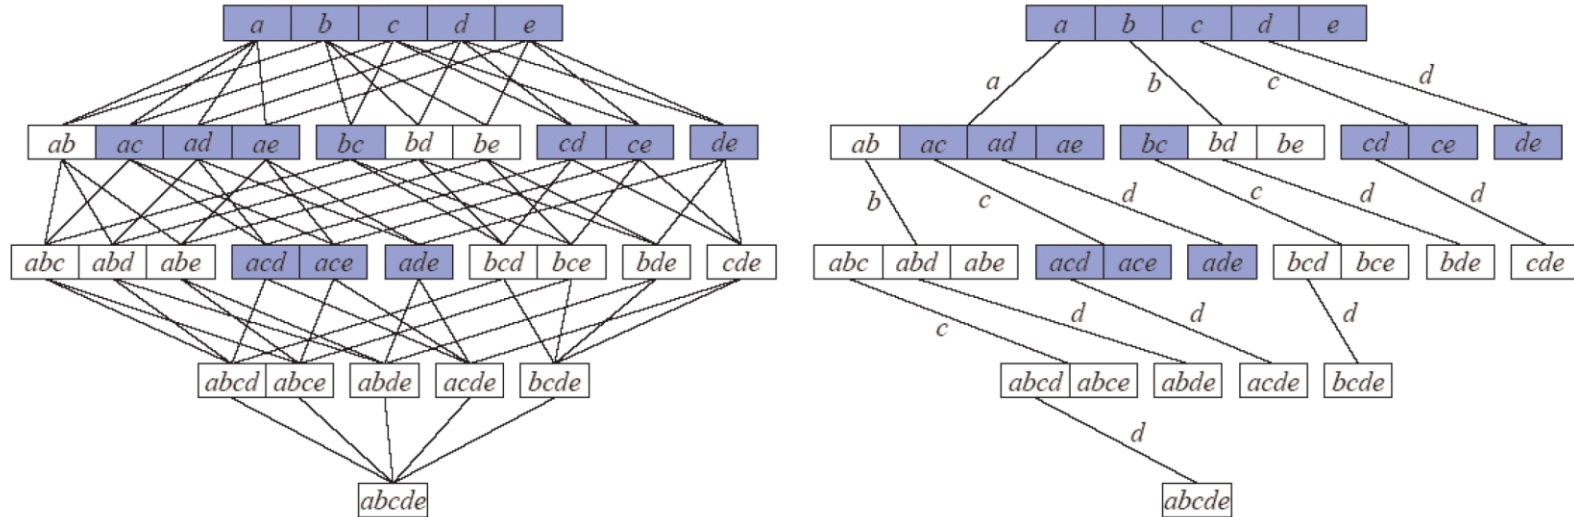 a b c d e a b c d e
a b c d
ab ac ad ae bc bd be cd ce de ab ac ad ae bc bd be cd ce de
b c d c d d
abc abd abe acd ace ade bcd bce bde cde abc abd abe acd ace ade bcd bce bde cde
c d d d
abcd abce abde acde bcde abcd abce abde acde bcde
d
abcde abcde